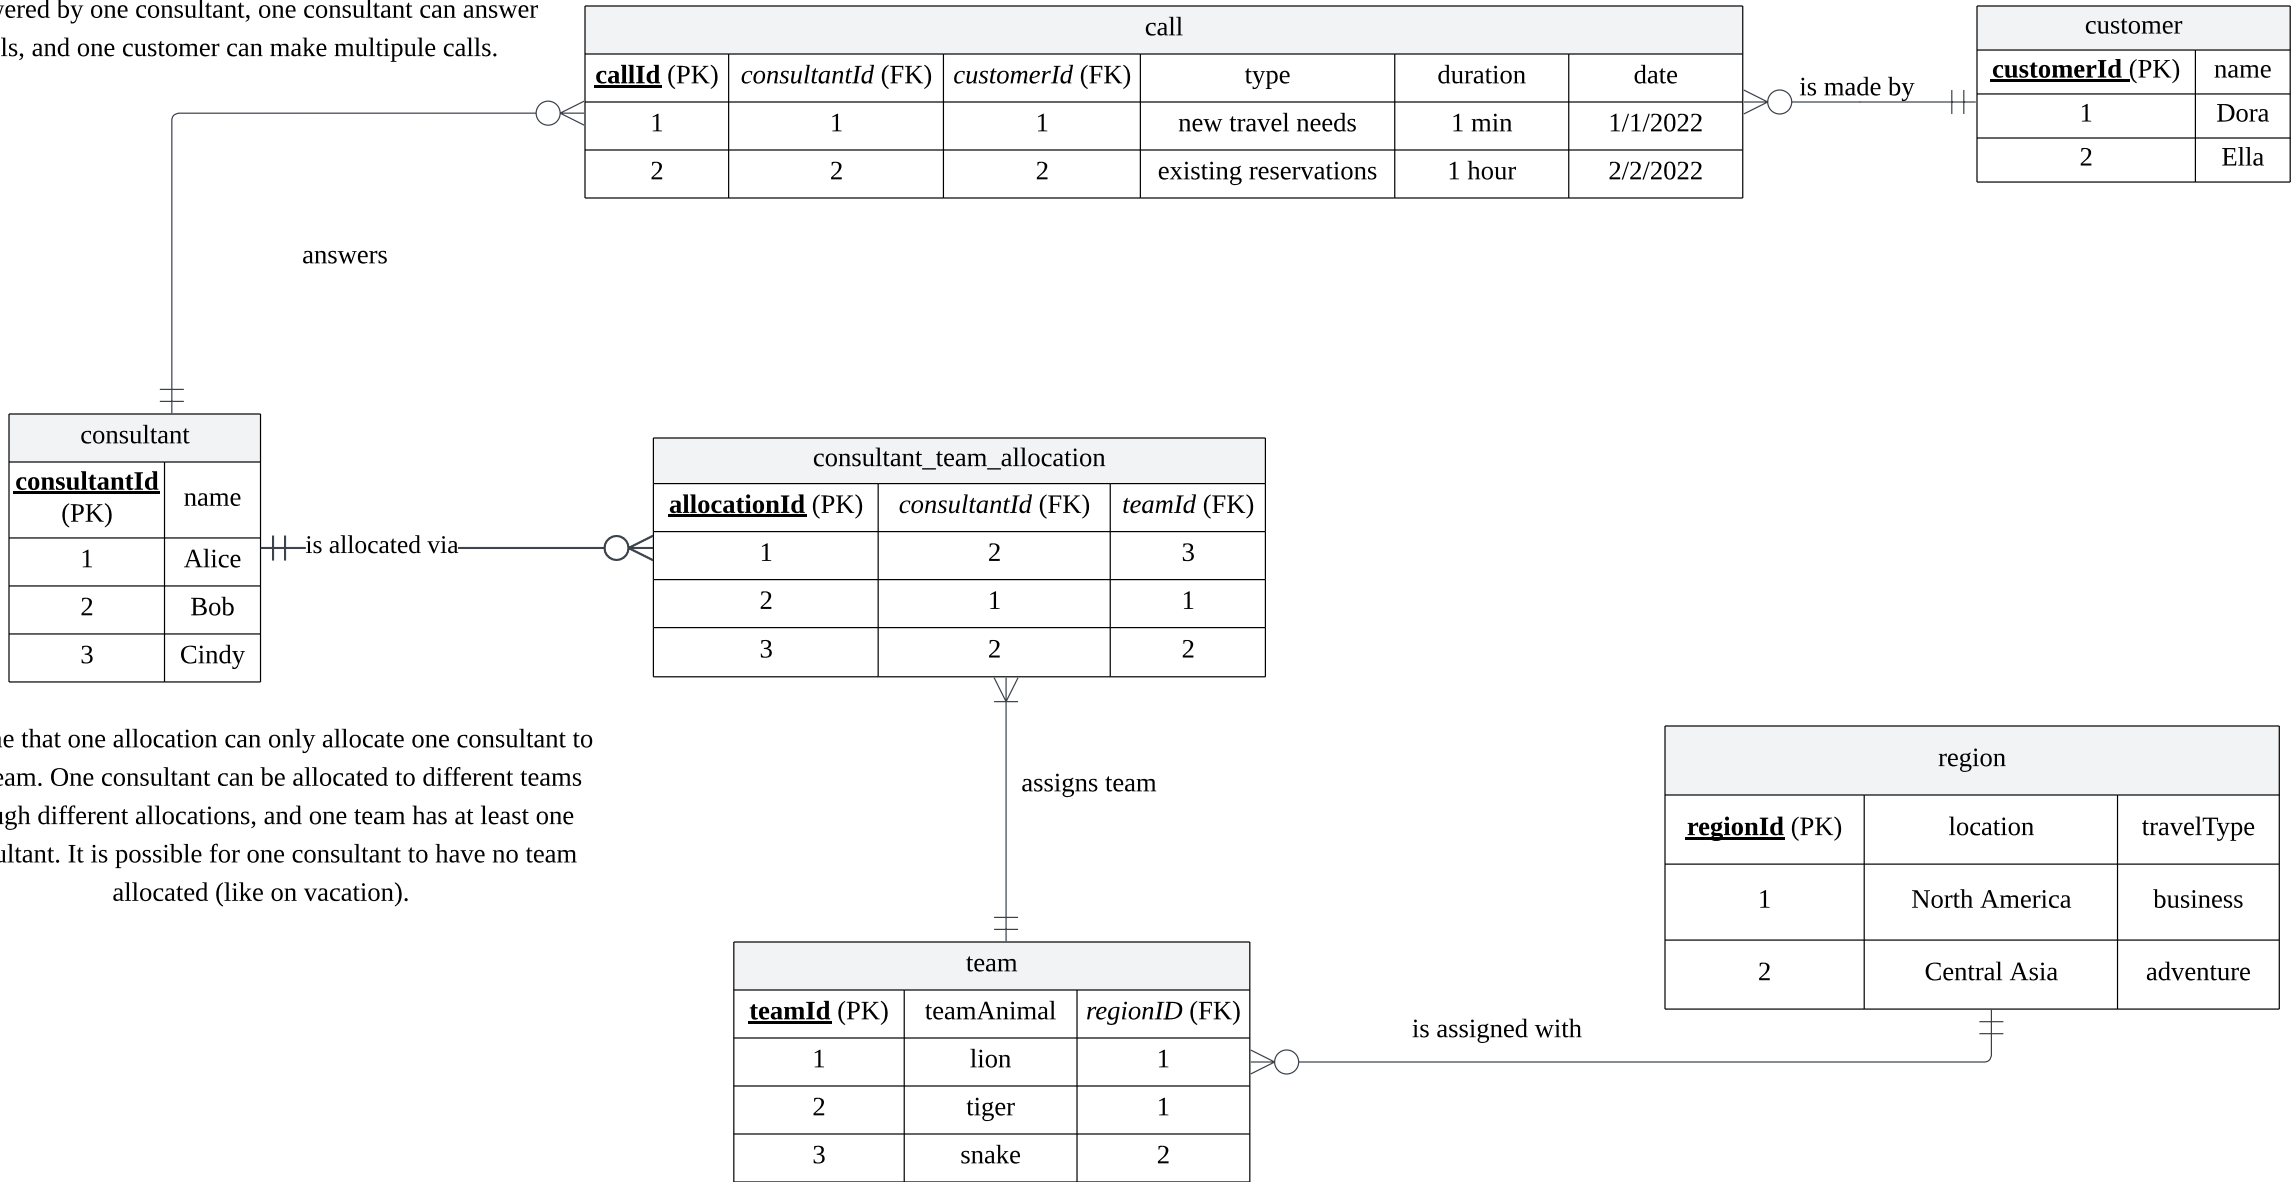 ered by one consultant, one consultant can answer
ls, and one customer can make multipule calls.
call
callId (PK) consultantId (FK) customerId (FK) type duration date
1 1 1 new travel needs 1 min 1/1/2022
2 2 2 existing reservations 1 hour 2/2/2022
is made by
customer
customerId (PK) name
1 Dora
2 Ella
answers
consultant
consultantId (PK) name
1 Alice
2 Bob
3 Cindy
is allocated via
consultant_team_allocation
allocationId (PK) consultantId (FK) teamId (FK)
1 2 3
2 1 1
3 2 2
e that one allocation can only allocate one consultant to
eam. One consultant can be allocated to different teams
ugh different allocations, and one team has at least one
ultant. It is possible for one consultant to have no team
allocated (like on vacation).
assigns team
region
regionId (PK) location travelType
1 North America business
2 Central Asia adventure
team
teamId (PK) teamAnimal regionID (FK)
1 lion 1
2 tiger 1
3 snake 2
is assigned with